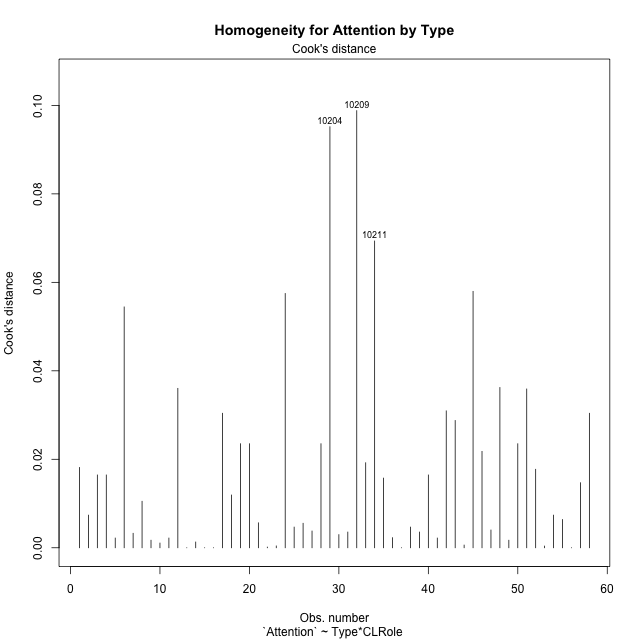 Homogeneity for Attention by Type
Cook's distance
Cook's distance
0.10
0.08
0.06
0.04
0.02
0.00
10209
10204
10211
0 10 20 30 40 50 60
Obs. number
`Attention` ~ Type*CLRole